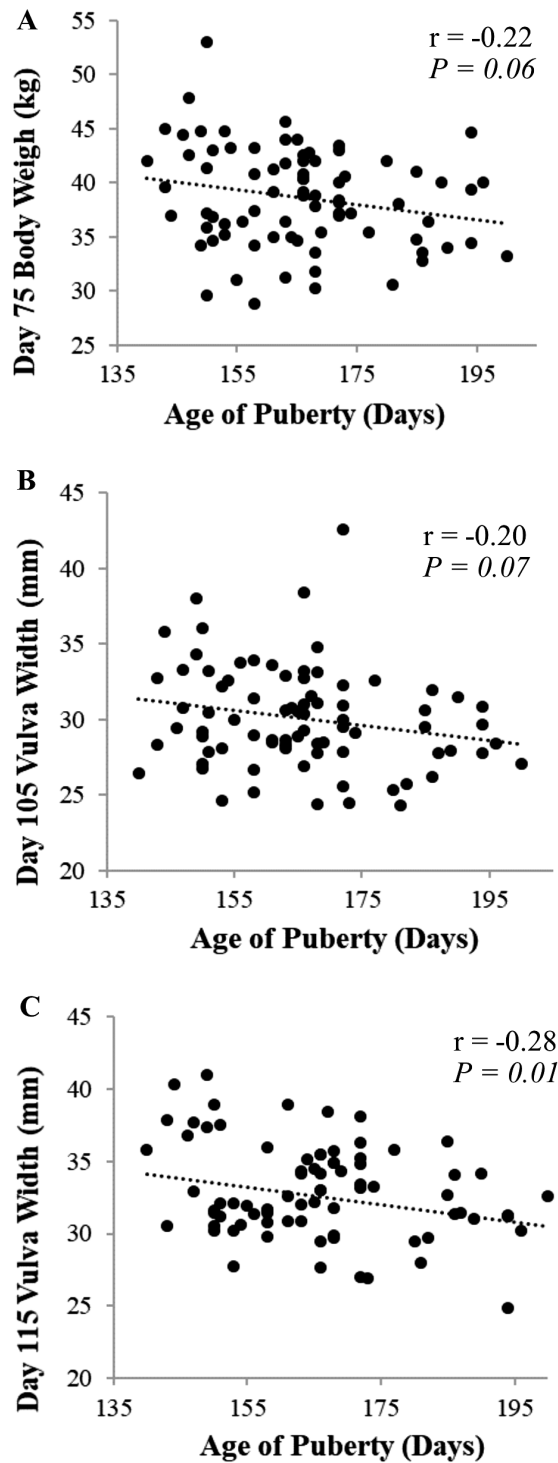 A
r = -0.22
P = 0.06
Day 75 Body Weigh (kg)
55
50
45
40
35
30
25
135 155 175 195
Age of Puberty (Days)
B
r = -0.20
P = 0.07
Day 105 Vulva Width (mm)
45
40
35
30
25
20
135 155 175 195
Age of Puberty (Days)
C
r = -0.28
P = 0.01
Day 115 Vulva Width (mm)
45
40
35
30
25
20
135 155 175 195
Age of Puberty (Days)